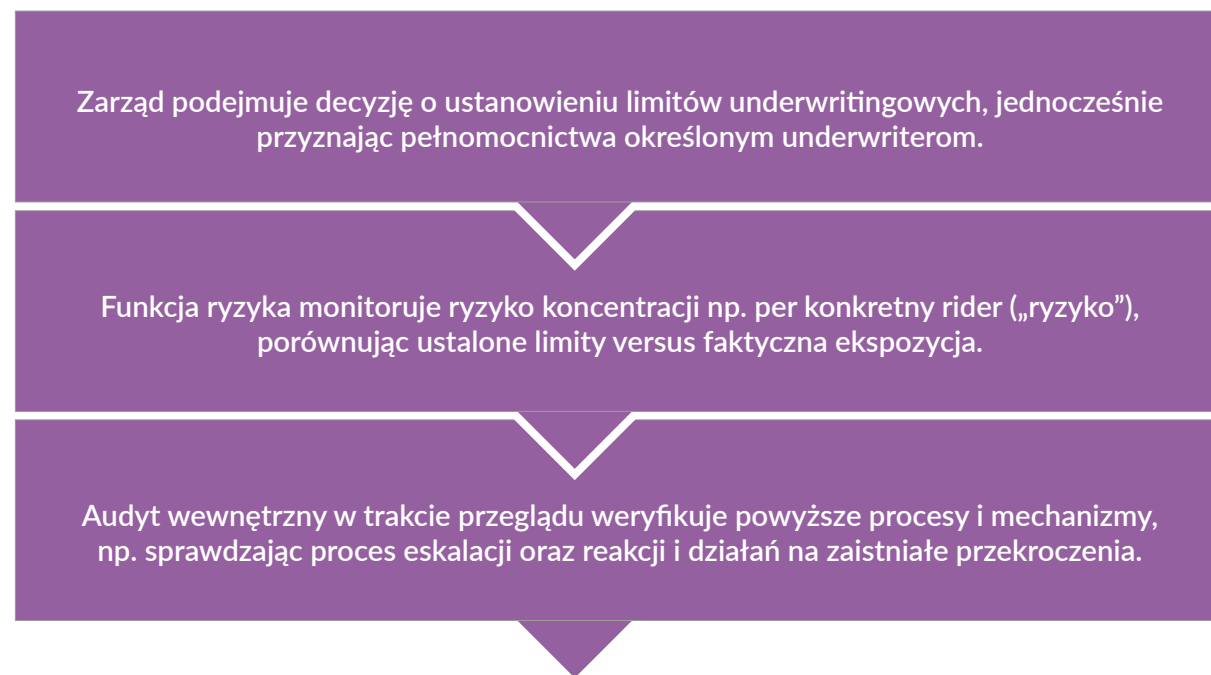 Zarząd podejmuje decyzję o ustanowieniu limitów underwritingowych, jednocześnie
przyznając pełnomocnictwa określonym underwriterom.
Funkcja ryzyka monitoruje ryzyko koncentracji np. per konkretny rider („ryzyko”),
porównując ustalone limity versus faktyczna ekspozycja.
Audyt wewnętrzny w trakcie przeglądu weryfikuje powyższe procesy i mechanizmy,
np. sprawdzając proces eskalacji oraz reakcji i działań na zaistniałe przekroczenia.